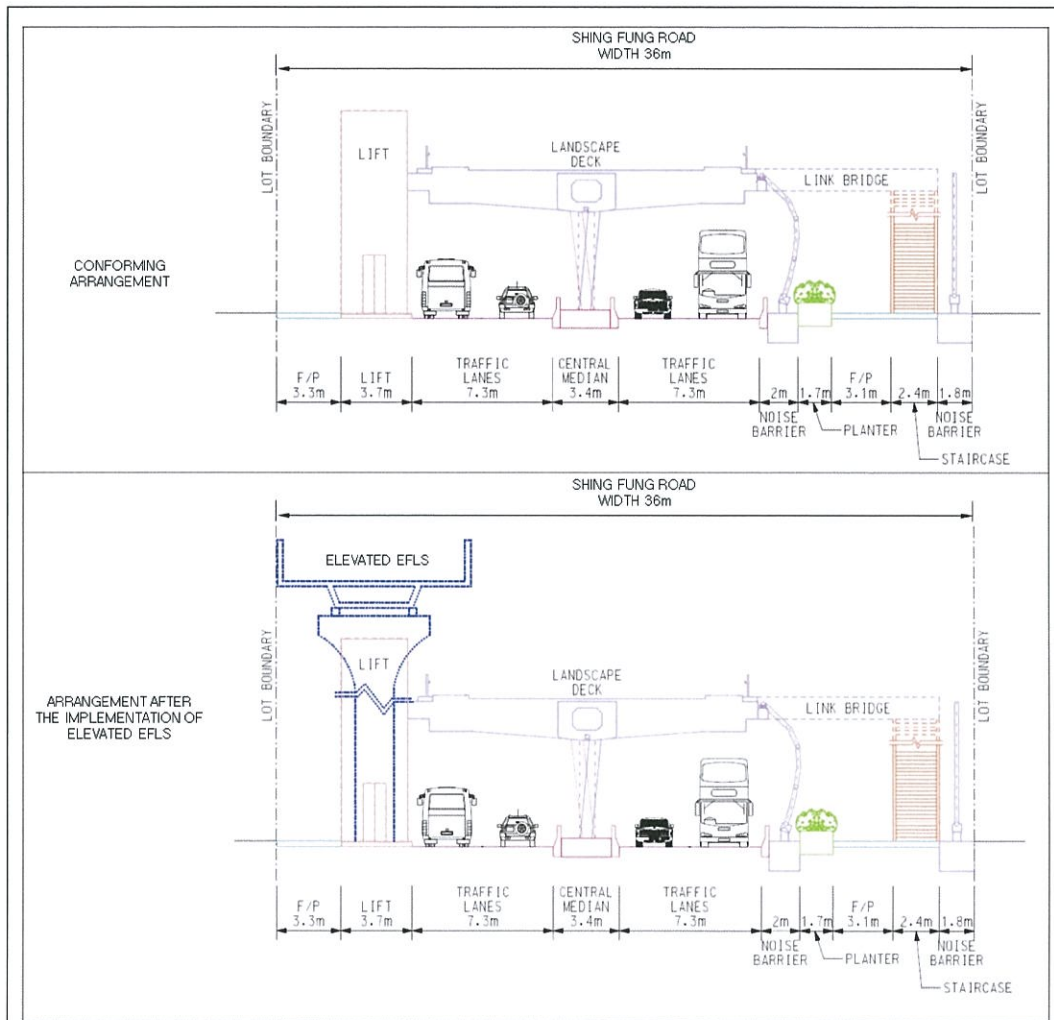 SHING FUNG ROAD
WIDTH 36m
LOT BOUNDARY
LIFT
LANDSCAPE
DECK
LINK BRIDGE
LOT BOUNDARY
CONFORMING
ARRANGEMENT
F/P
3.3m
LIFT
3.7m
TRAFFIC
LANES
7.3m
CENTRAL
MEDIAN
3.4m
TRAFFIC
LANES
7.3m
2m
1.7m
F/P
3.1m
2.4m
1.8m
NOISE
BARRIER
PLANTER
NOISE
BARRIER
STAIRCASE
SHING FUNG ROAD
WIDTH 36m
LOT BOUNDARY
ELEVATED EFLS
LIFT
LANDSCAPE
DECK
LINK BRIDGE
LOT BOUNDARY
ARRANGEMENT AFTER
THE IMPLEMENTATION OF
ELEVATED EFLS
F/P
3.3m
LIFT
3.7m
TRAFFIC
LANES
7.3m
CENTRAL
MEDIAN
3.4m
TRAFFIC
LANES
7.3m
2m
1.7m
F/P
3.1m
2.4m
1.8m
NOISE
BARRIER
PLANTER
NOISE
BARRIER
STAIRCASE